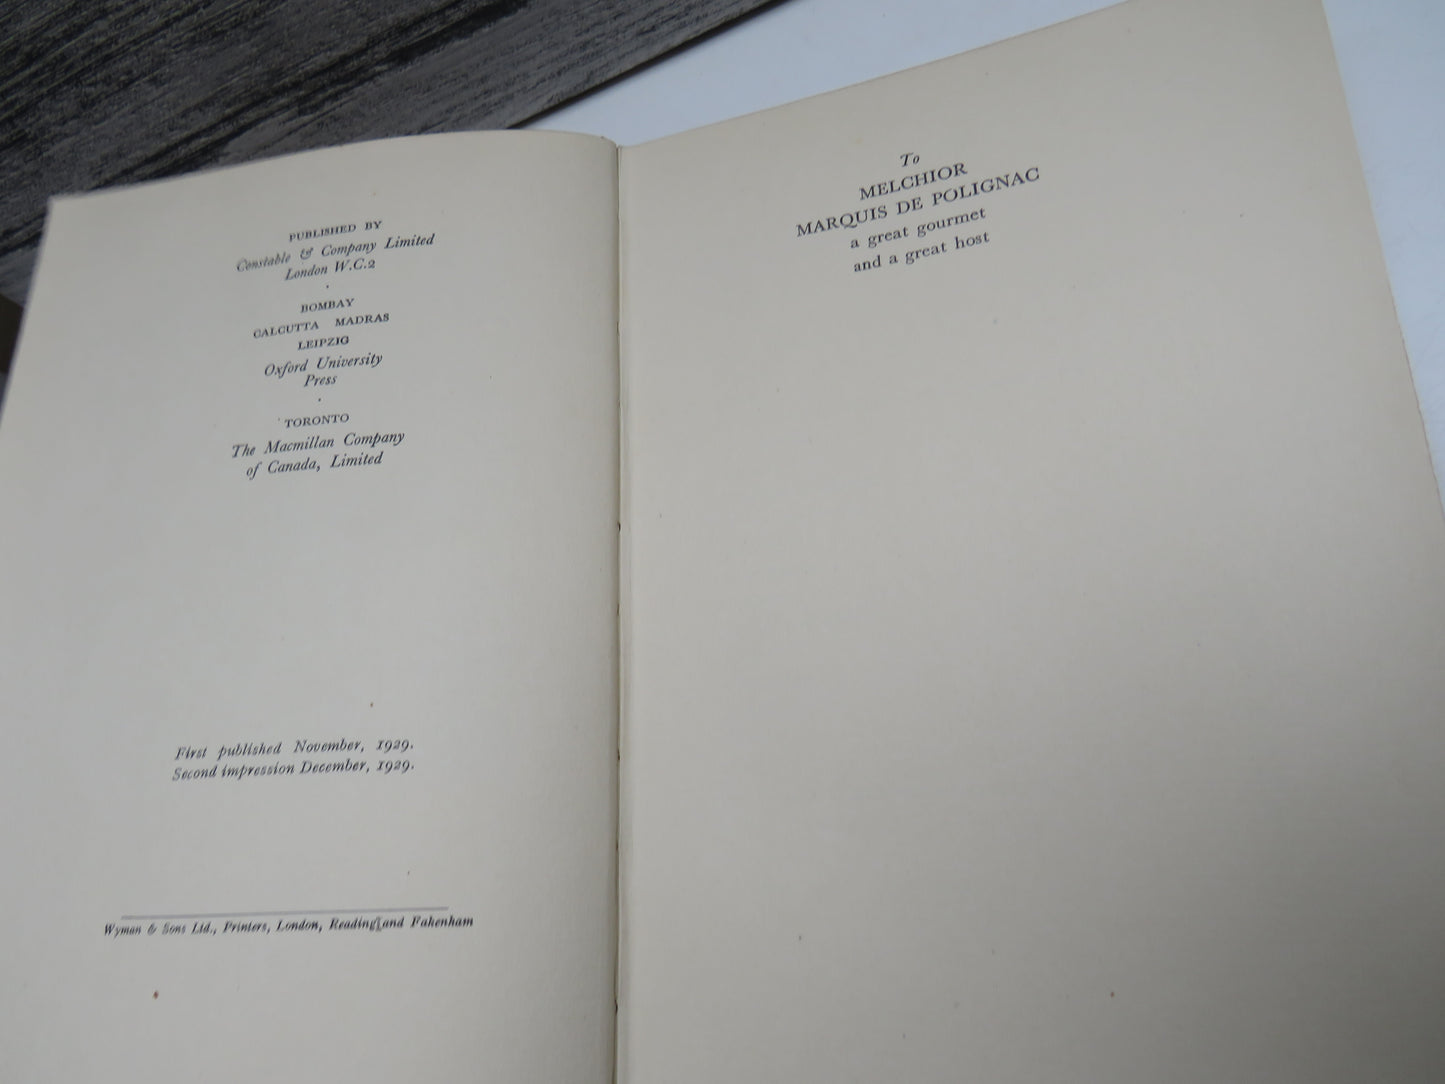 PUBLISHED BY
Constable & Company Limited
London W.C.2
BOMBAY
CALCUTTA MADRAS
LEIPZIG
Oxford University
Press
TORONTO
The Macmillan Company
of Canada, Limited
First published November, 1929.
Second impression December, 1929.
Wyman & Sons Ltd., Printers, London, Reading and Fakenham
To
MELCHIOR
MARQUIS DE POLIGNAC
a great gourmet
and a great host